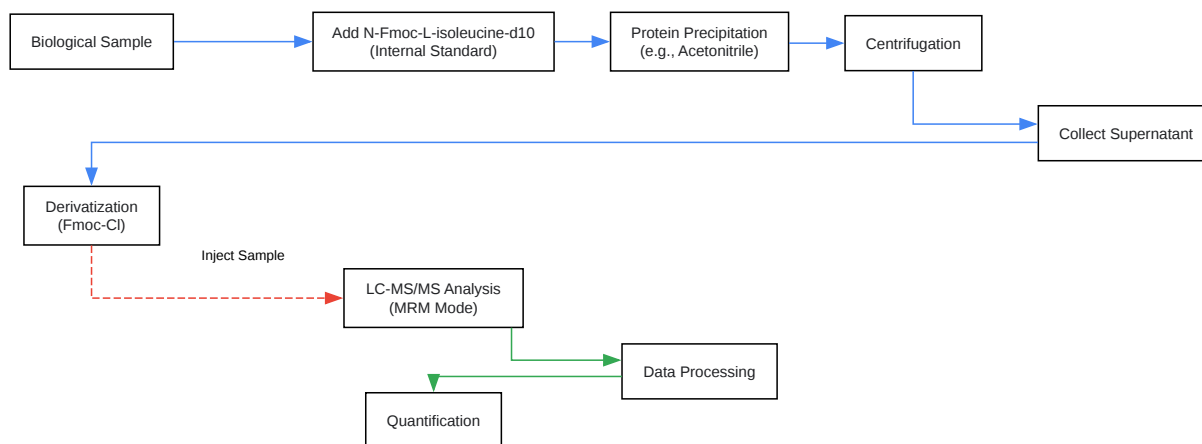 Biological Sample
Add N-Fmoc-L-isoleucine-d10
(Internal Standard)
Protein Precipitation
(e.g., Acetonitrile)
Centrifugation
Collect Supernatant
Derivatization
(Fmoc-Cl)
Inject Sample
LC-MS/MS Analysis
(MRM Mode)
Data Processing
Quantification